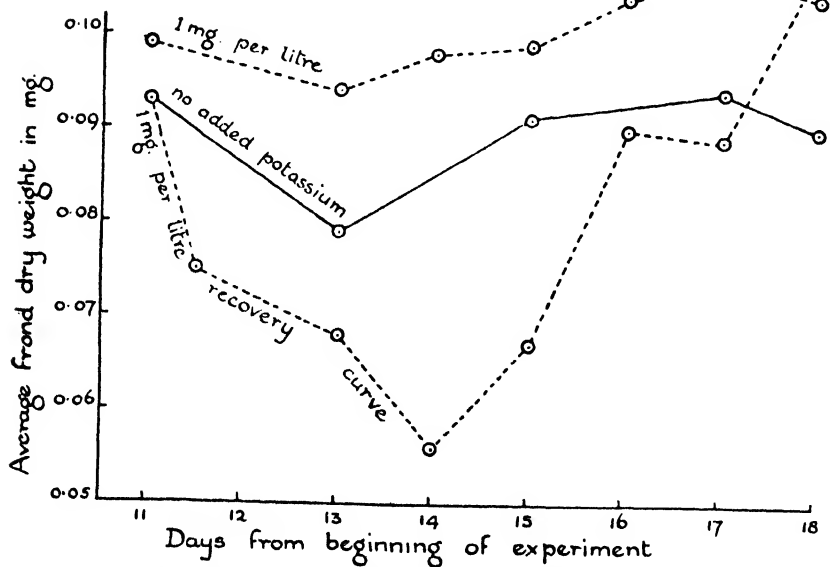 0·10
0·09
0·08
0·07
0·06
0·05
Average frond dry weight in mg.
1 mg. per litre
no added potassium
1 mg. per litre
recovery
curve
11 12 13 14 15 16 17 18
Days from beginning of experiment